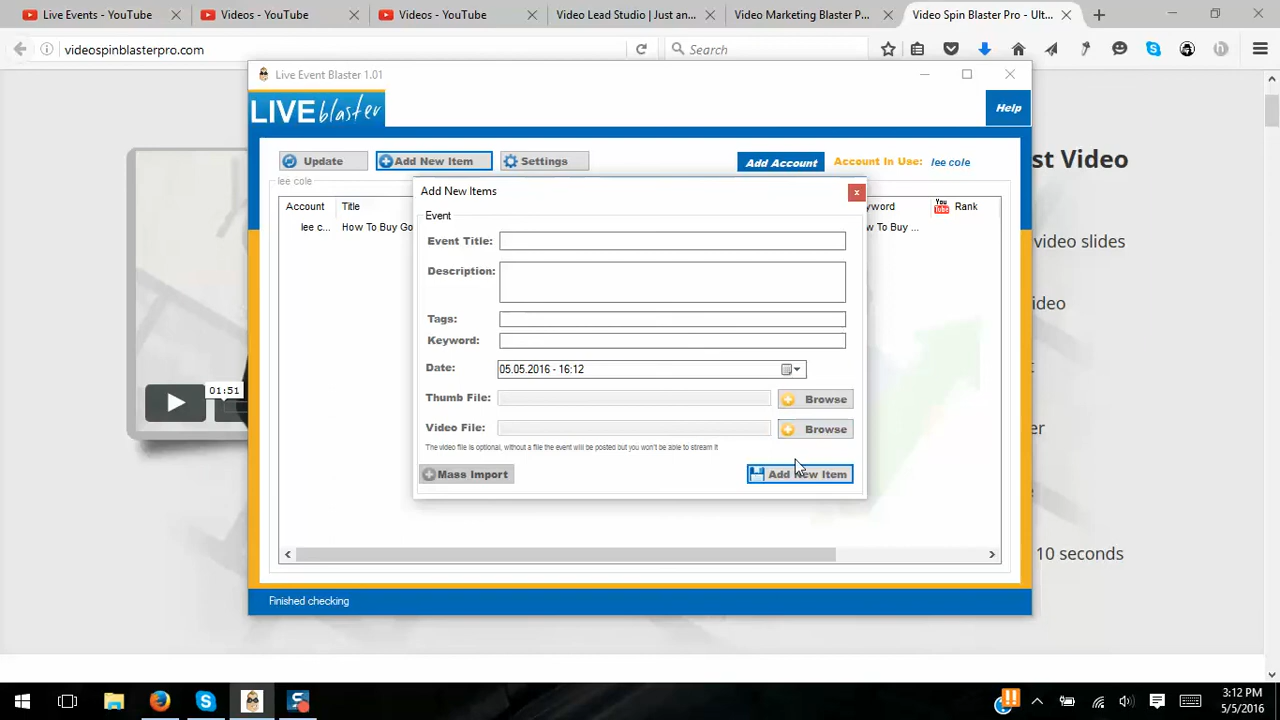 Live Events - YouTube
Videos - YouTube
Videos - YouTube
Video Lead Studio | Just an...
Video Marketing Blaster P...
Video Spin Blaster Pro - Ult...
videospinblasterpro.com
Search
Live Event Blaster 1.01
LIVE blaster
Help
Update
Add New Item
Settings
Add Account
Account In Use:
lee cole
lee cole
Account
Title
yword
You Tube
Rank
lee c...
How To Buy Go
w To Buy ...
Add New Items
Event
Event Title:
Description:
Tags:
Keyword:
Date:
05.05.2016 - 16:12
Thumb File:
Browse
Video File:
Browse
The video file is optional, without a file the event will be posted but you won't be able to stream it
Mass Import
Add New Item
Finished checking
01:51
st Video
video slides
ideo
er
10 seconds
3:12 PM
5/5/2016